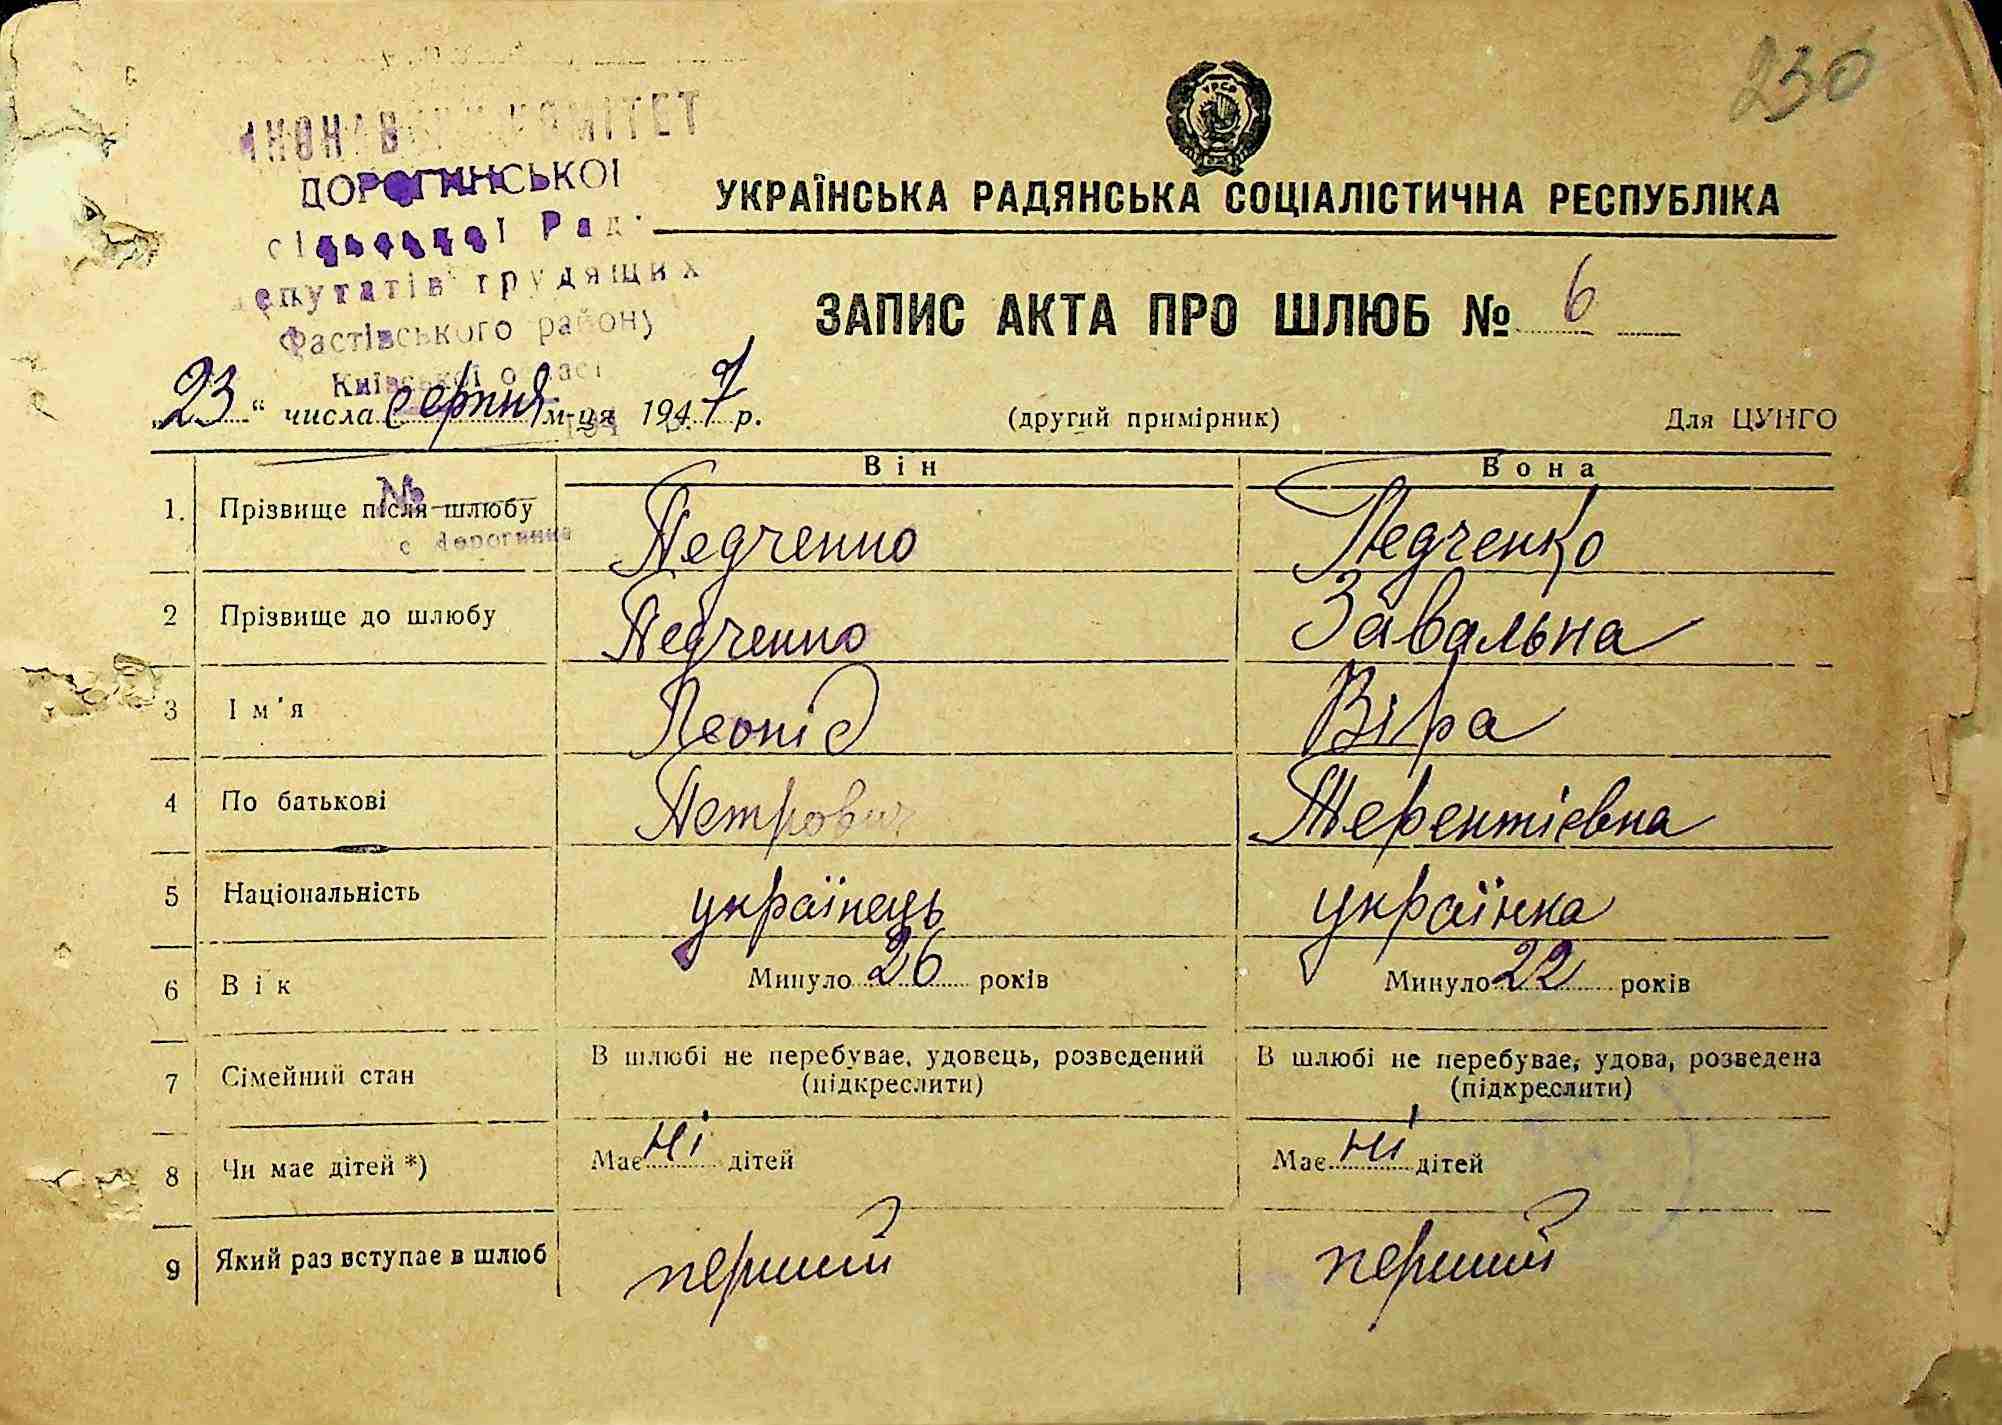 230
УРСР
КОМІТЕТ
ДОРОГИНСЬКОЇ
сільської Рад
епутатів трудящих
Фастівського району
Київської області
УКРАЇНСЬКА РАДЯНСЬКА СОЦІАЛІСТИЧНА РЕСПУБЛІКА
ЗАПИС АКТА ПРО ШЛЮБ № 6
„23“ числа серпня м-ця 1947 р.
(другий примірник)
Для ЦУНГО
Він Вона
№
с Дорогинка
1. Прізвище після шлюбу Педченко Педченко
2 Прізвище до шлюбу Педченко Завальна
3 Ім'я Леонід Віра
4 По батькові Петрович Терентієвна
5 Національність українець українка
6 Вік Минуло 26 років Минуло 22 років
7 Сімейний стан В шлюбі не перебуває, удовець, розведений В шлюбі не перебуває, удова, розведена
(підкреслити) (підкреслити)
8 Чи має дітей *) Має ні дітей Має ні дітей
9 Який раз вступає в шлюб перший перший